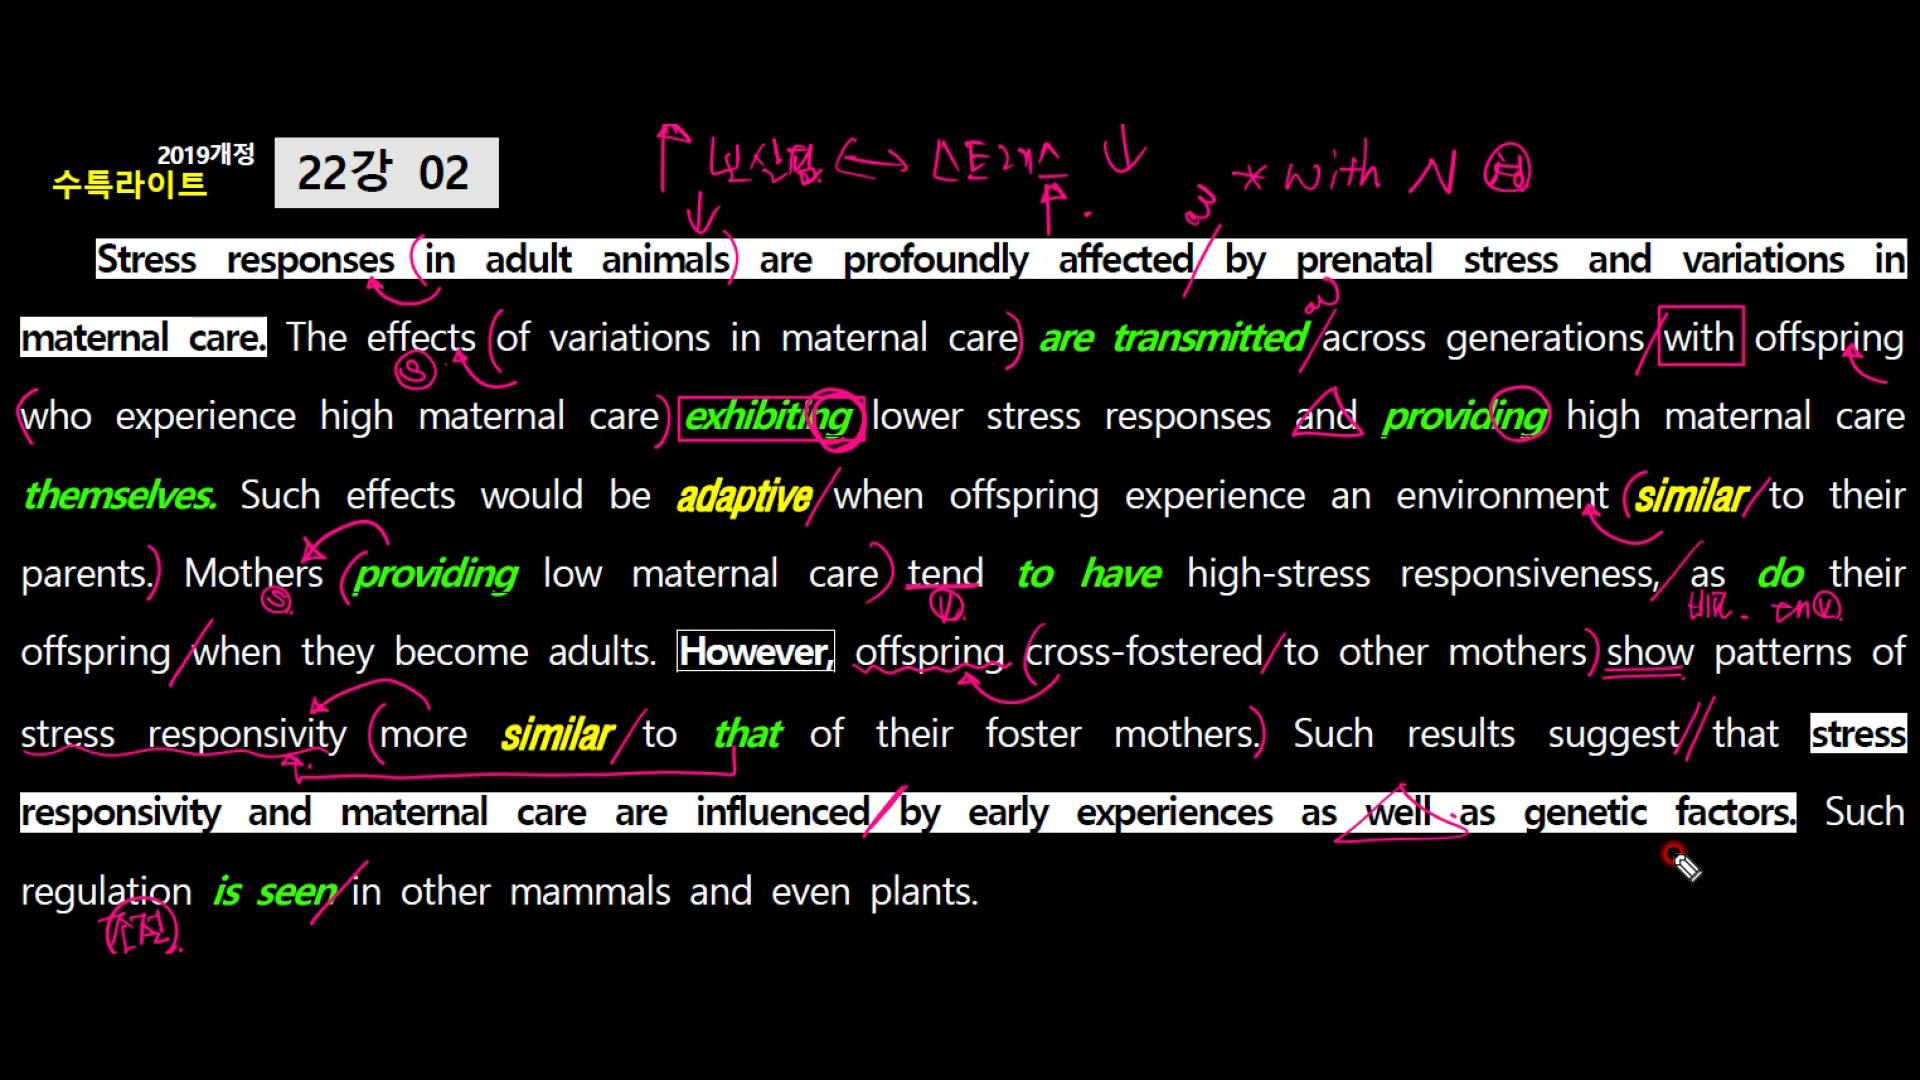 2019개정
수특라이트
22강 02
↑ 보살핌 ↔ 스트레스 ↓
* with N
Stress responses (in adult animals) are profoundly affected / by prenatal stress and variations in
maternal care. The effects (of variations in maternal care) are transmitted / across generations / with offspring
(who experience high maternal care) exhibiting lower stress responses and providing high maternal care
themselves. Such effects would be adaptive / when offspring experience an environment (similar / to their
parents.) Mothers (providing low maternal care) tend to have high-stress responsiveness, / as do their
S
V
비교.
offspring / when they become adults. However, offspring (cross-fostered / to other mothers) show patterns of
stress responsivity (more similar / to that of their foster mothers.) Such results suggest // that stress
responsivity and maternal care are influenced / by early experiences as well as genetic factors. Such
regulation is seen / in other mammals and even plants.